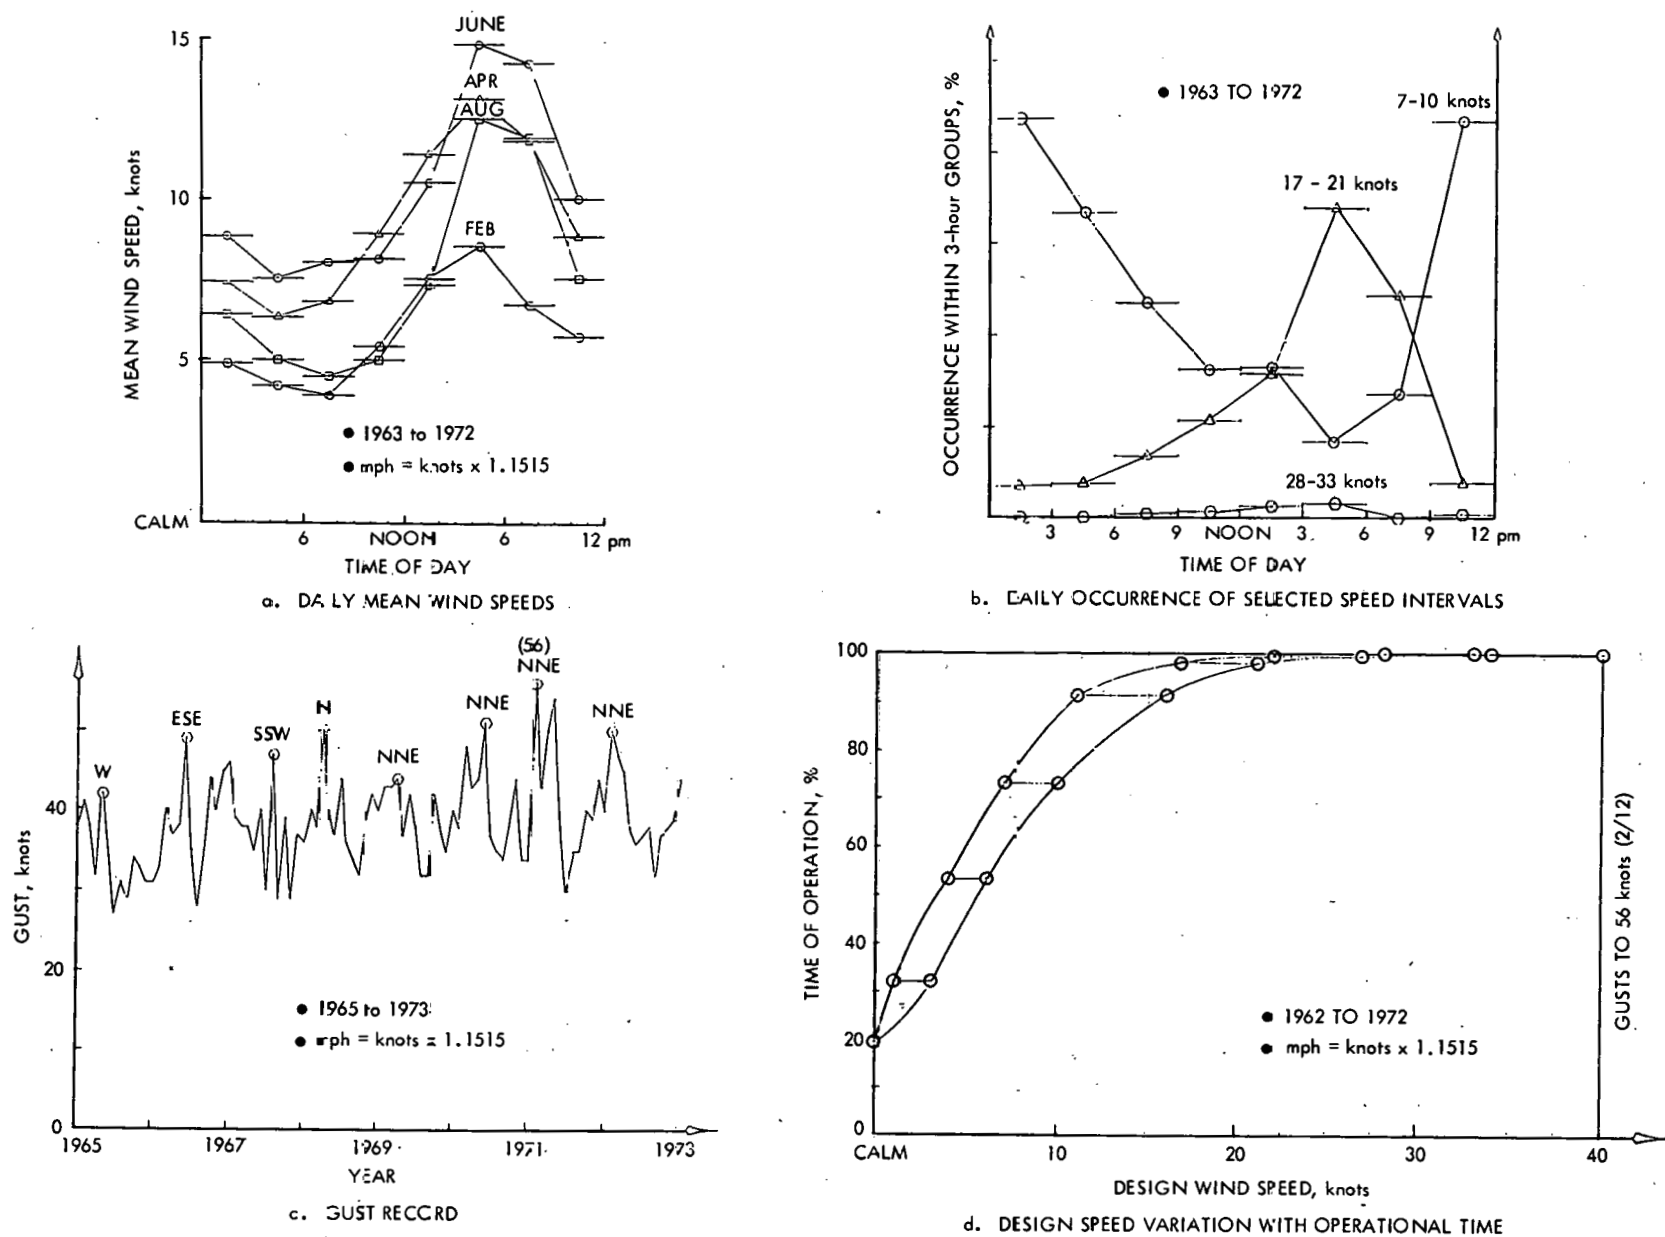 JUNE
15
APR
AUG
10
FEB
5
MEAN WIND SPEED, knots
● 1963 to 1972
● mph = knots x 1.1515
CALM
6 NOON 6 12 pm
TIME OF DAY
a. DAILY MEAN WIND SPEEDS
● 1963 TO 1972
7-10 knots
17 - 21 knots
28-33 knots
OCCURRENCE WITHIN 3-hour GROUPS, %
3 6 9 NOON 3 6 9 12 pm
TIME OF DAY
b. DAILY OCCURRENCE OF SELECTED SPEED INTERVALS
(56)
NNE
ESE
SSW
N
NNE
NNE
NNE
W
40
20
0
GUST, knots
● 1965 to 1973
● mph = knots x 1.1515
1965 1967 1969 1971 1973
YEAR
c. GUST RECORD
100
80
60
40
20
0
TIME OF OPERATION, %
● 1962 TO 1972
● mph = knots x 1.1515
GUSTS TO 56 knots (2/12)
CALM 10 20 30 40
DESIGN WIND SPEED, knots
d. DESIGN SPEED VARIATION WITH OPERATIONAL TIME